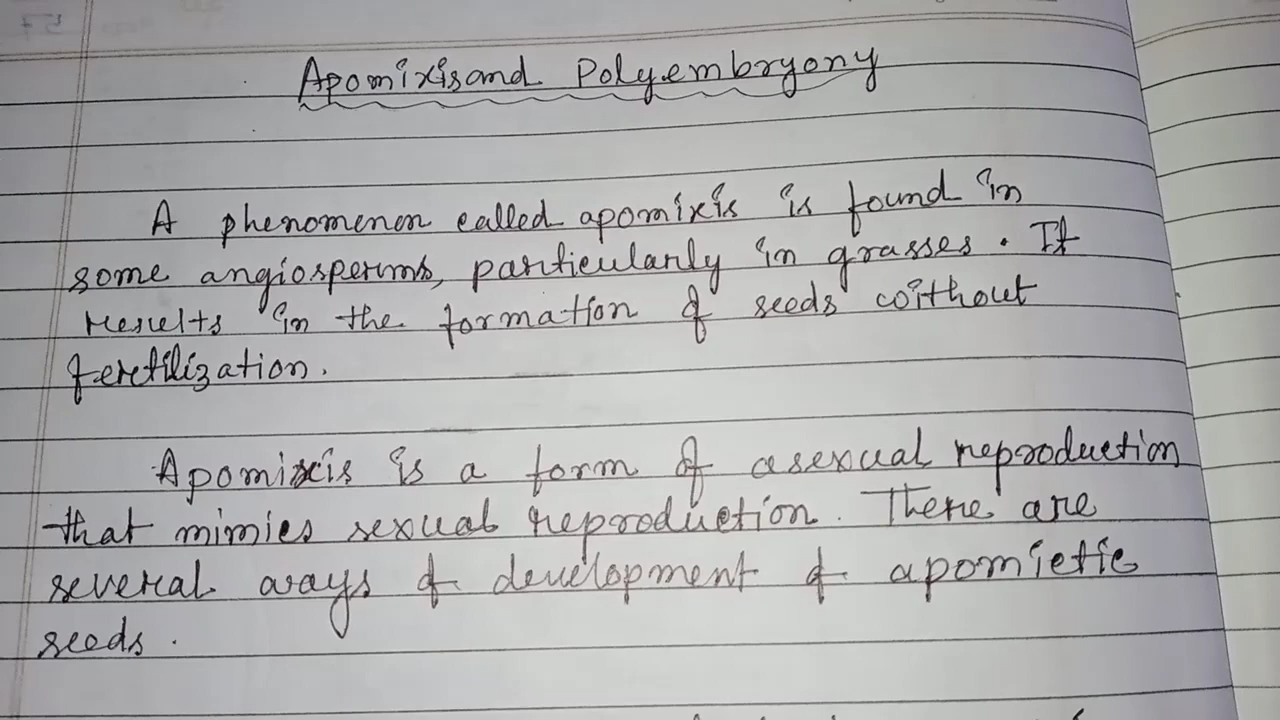 Apomixis and Polyembryony
A phenomenon called apomixis is found in
some angiosperms, particularly in grasses. It
results in the formation of seeds without
fertilization.
Apomixis is a form of asexual reproduction
that mimics sexual reproduction. There are
several ways of development of apomictic
seeds.